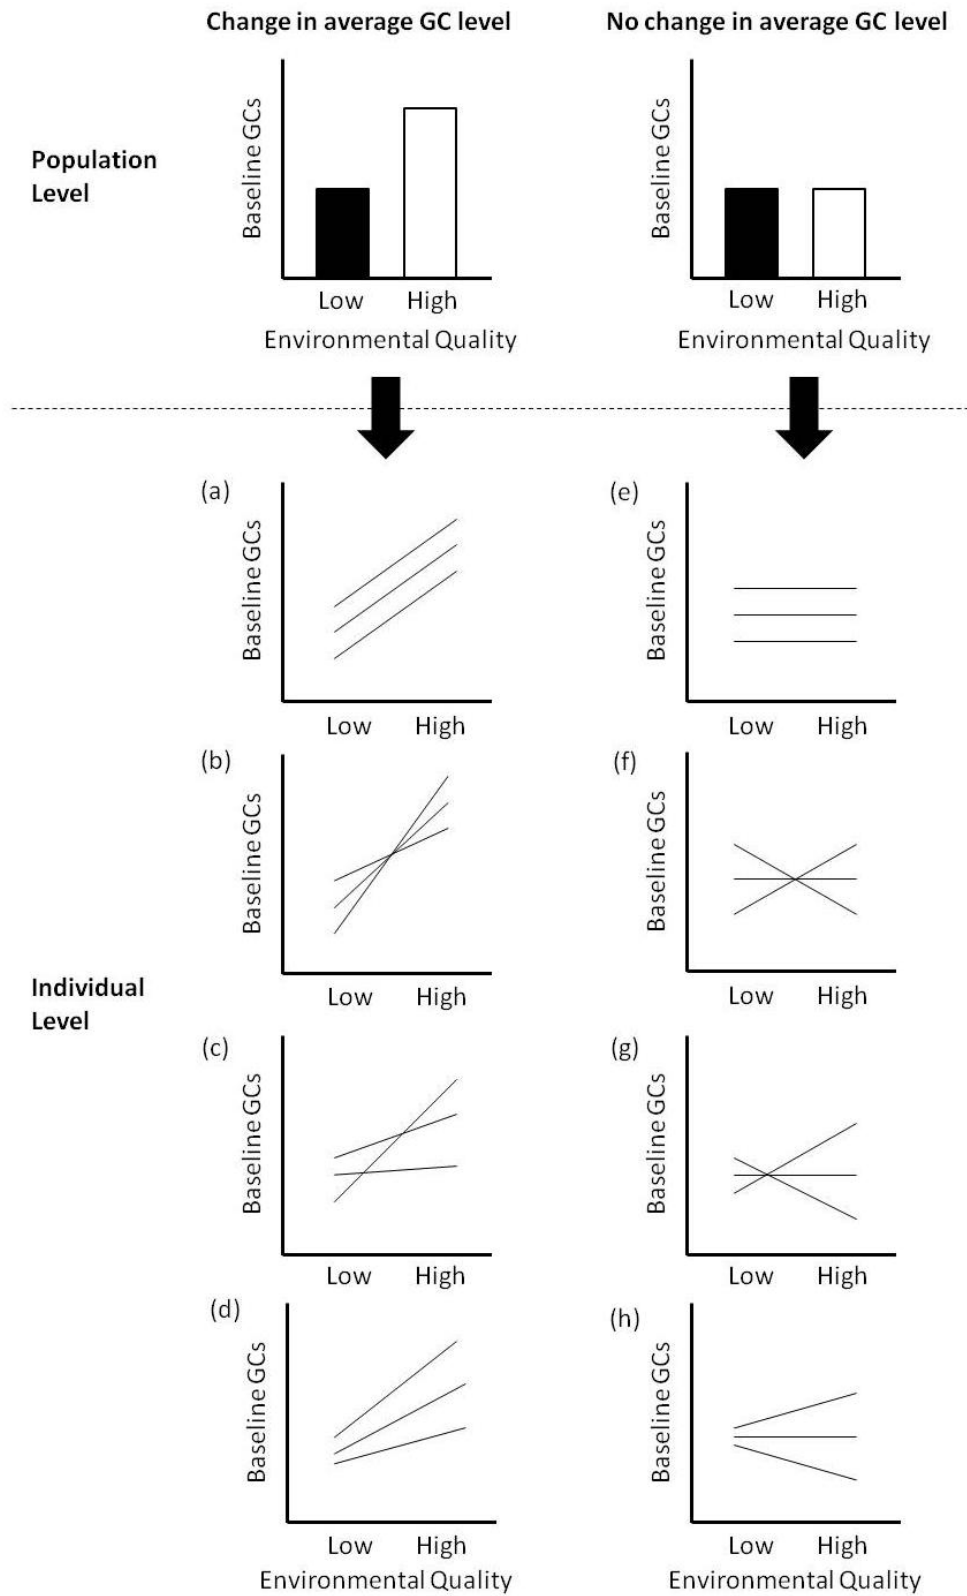 Change in average GC level
No change in average GC level
Population
Level
Baseline GCs
Low High
Environmental Quality
Baseline GCs
Low High
Environmental Quality
Individual
Level
(a)
Baseline GCs
Low High
(e)
Baseline GCs
Low High
(b)
Baseline GCs
Low High
(f)
Baseline GCs
Low High
(c)
Baseline GCs
Low High
(g)
Baseline GCs
Low High
(d)
Baseline GCs
Low High
Environmental Quality
(h)
Baseline GCs
Low High
Environmental Quality